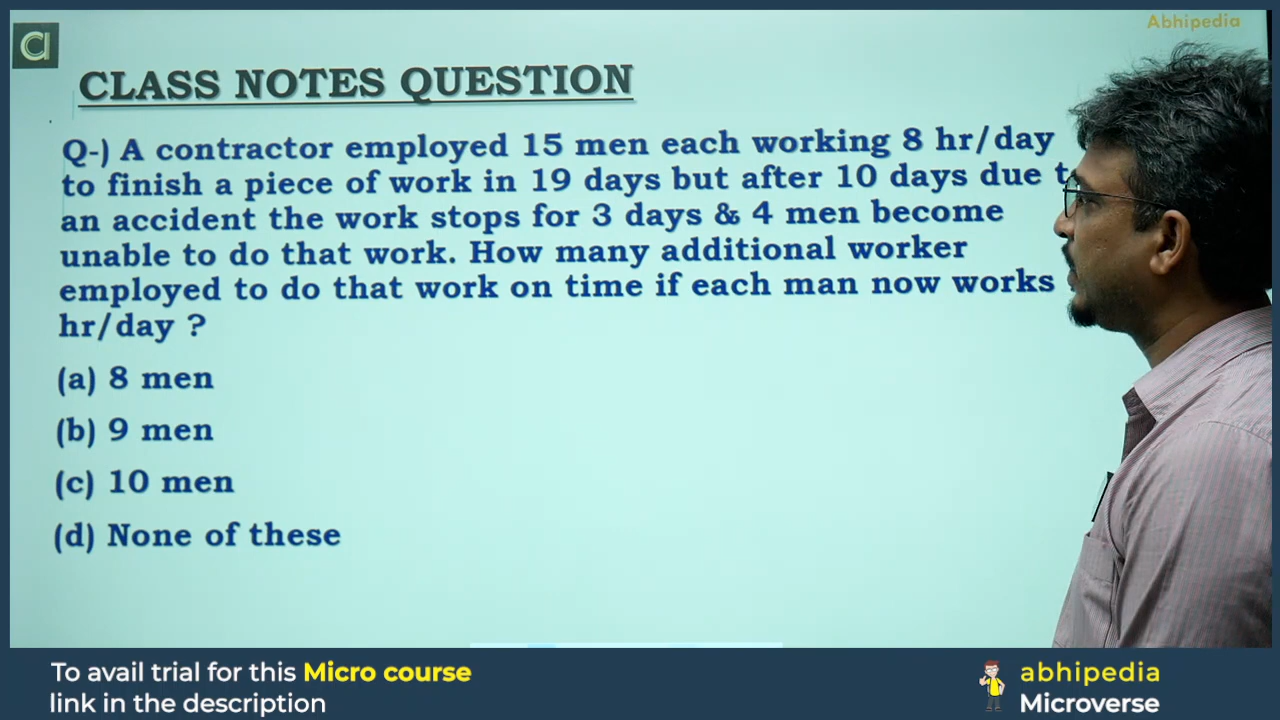 Abhipedia
a
CLASS NOTES QUESTION
Q-) A contractor employed 15 men each working 8 hr/day
to finish a piece of work in 19 days but after 10 days due
an accident the work stops for 3 days & 4 men become
unable to do that work. How many additional worker
employed to do that work on time if each man now works
hr/day ?
(a) 8 men
(b) 9 men
(c) 10 men
(d) None of these
To avail trial for this Micro course
link in the description
abhipedia
Microverse